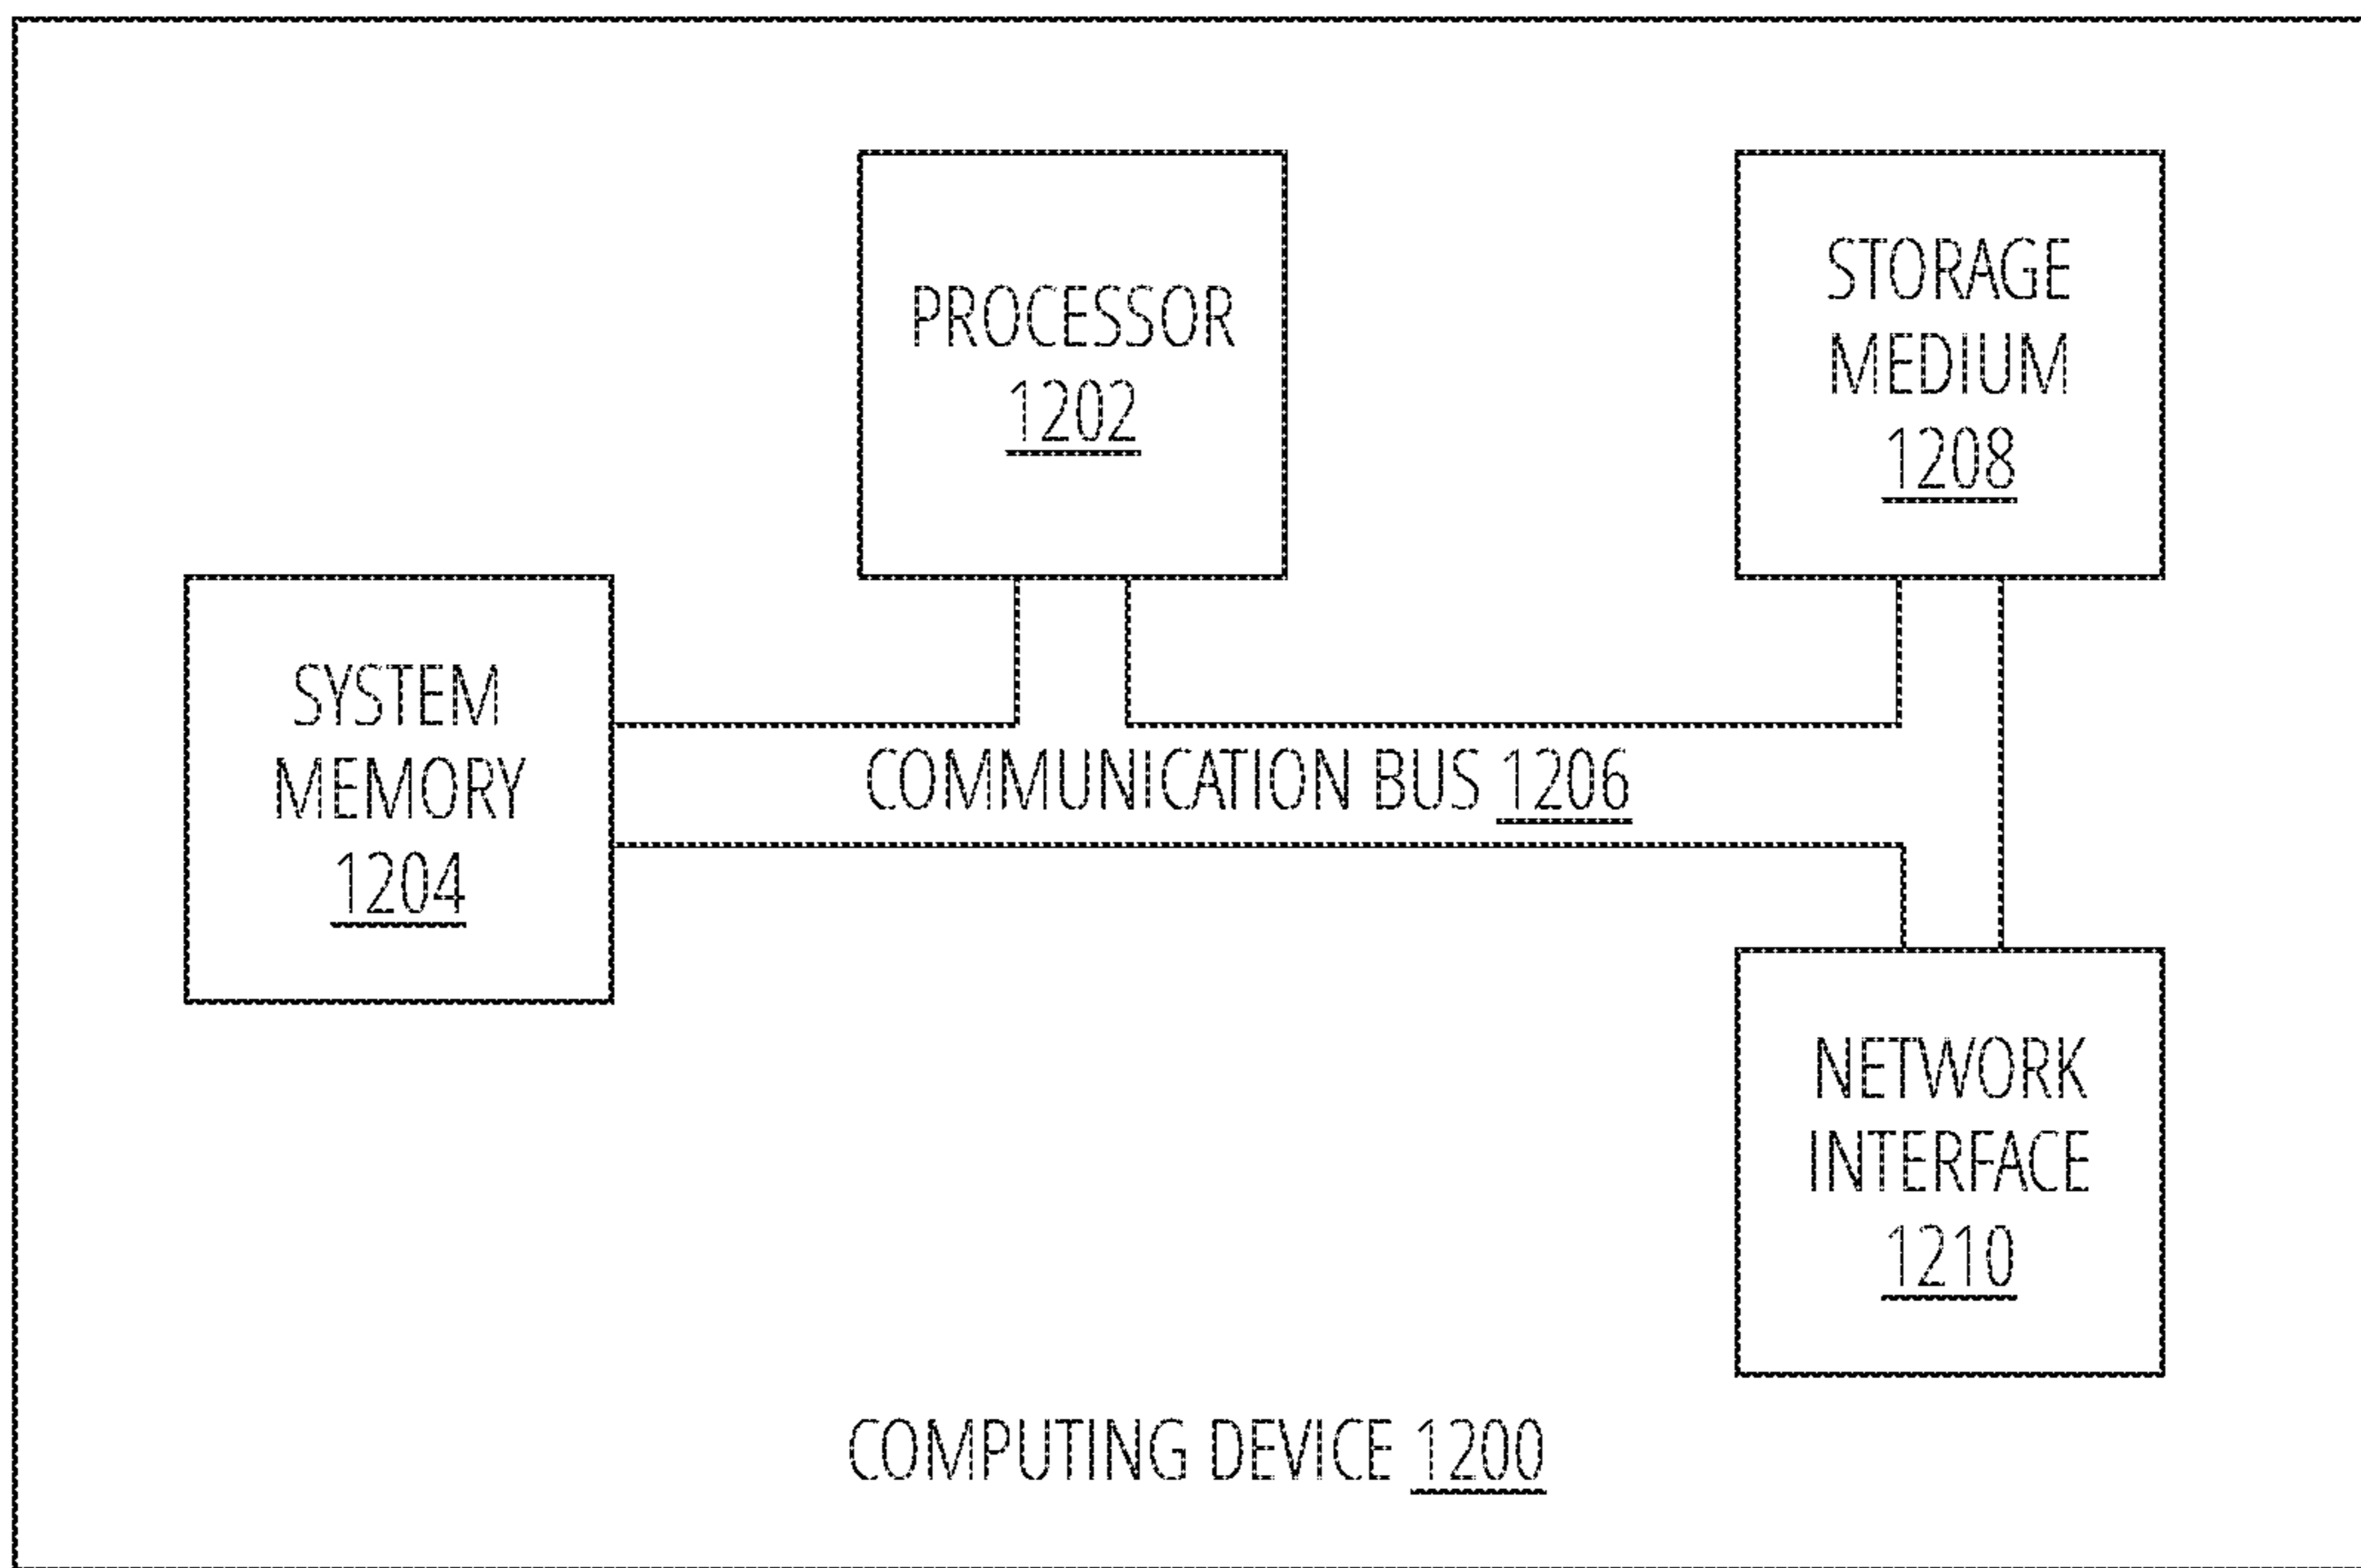 PROCESSOR
1202
STORAGE
MEDIUM
1208
SYSTEM
MEMORY
1204
COMMUNICATION BUS 1206
NETWORK
INTERFACE
1210
COMPUTING DEVICE 1200